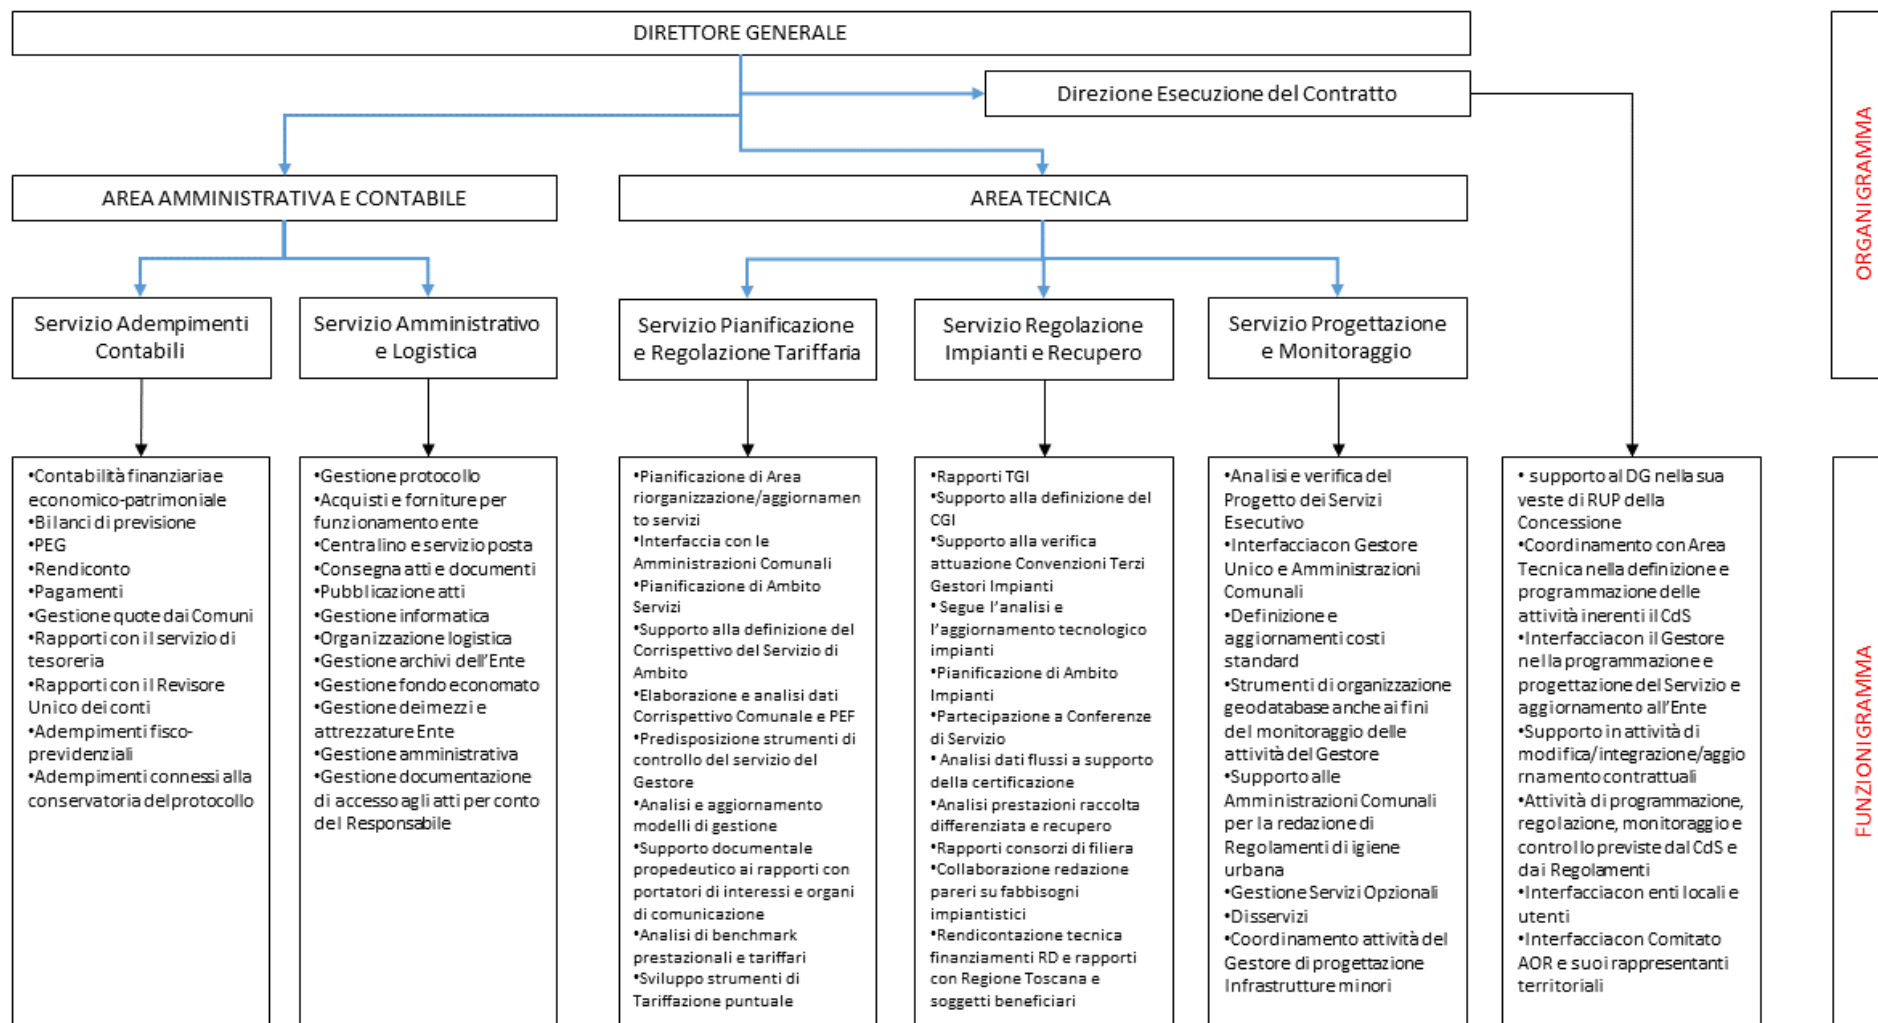 DIRETTORE GENERALE
Direzione Esecuzione del Contratto
AREA AMMINISTRATIVA E CONTABILE
AREA TECNICA
Servizio Adempimenti
Contabili
Servizio Amministrativo
e Logistica
Servizio Pianificazione
e Regolazione Tariffaria
Servizio Regolazione
Impianti e Recupero
Servizio Progettazione
e Monitoraggio
ORGANIGRAMMA
•Contabilità finanziaria e
economico-patrimoniale
•Bilanci di previsione
•PEG
•Rendiconto
•Pagamenti
•Gestione quote dai Comuni
•Rapporti con il servizio di
tesoreria
•Rapporti con il Revisore
Unico dei conti
•Adempimenti fisco-
previdenziali
•Adempimenti connessi alla
conservatoria del protocollo
•Gestione protocollo
•Acquisti e forniture per
funzionamento ente
•Centralino e servizio posta
•Consegna atti e documenti
•Pubblicazione atti
•Gestione informatica
•Organizzazione logistica
•Gestione archivi dell'Ente
•Gestione fondo economato
•Gestione dei mezzi e
attrezzature Ente
•Gestione amministrativa
•Gestione documentazione
di accesso agli atti per conto
del Responsabile
•Pianificazione di Area
riorganizzazione/aggiornamen
to servizi
•Interfaccia con le
Amministrazioni Comunali
•Pianificazione di Ambito
Servizi
•Supporto alla definizione del
Corrispettivo del Servizio di
Ambito
•Elaborazione e analisi dati
Corrispettivo Comunale e PEF
•Predisposizione strumenti di
controllo del servizio del
Gestore
•Analisi e aggiornamento
modelli di gestione
•Supporto documentale
propedeutico ai rapporti con
portatori di interessi e organi
di comunicazione
•Analisi di benchmark
prestazionali e tariffari
•Sviluppo strumenti di
Tariffazione puntuale
•Rapporti TGI
•Supporto alla definizione del
CGI
•Supporto alla verifica
attuazione Convenzioni Terzi
Gestori Impianti
• Segue l'analisi e
l'aggiornamento tecnologico
impianti
•Pianificazione di Ambito
Impianti
•Partecipazione a Conferenze
di Servizio
• Analisi dati flussi a supporto
della certificazione
•Analisi prestazioni raccolta
differenziata e recupero
•Rapporti consorzi di filiera
•Collaborazione redazione
pareri su fabbisogni
impiantistici
•Rendicontazione tecnica
finanziamenti RD e rapporti
con Regione Toscana e
soggetti beneficiari
•Analisi e verifica del
Progetto dei Servizi
Esecutivo
•Interfaccia con Gestore
Unico e Amministrazioni
Comunali
•Definizione e
aggiornamenti costi
standard
•Strumenti di organizzazione
geodatabase anche ai fini
del monitoraggio delle
attività del Gestore
•Supporto alle
Amministrazioni Comunali
per la redazione di
Regolamenti di igiene
urbana
•Gestione Servizi Opzionali
•Disservizi
•Coordinamento attività del
Gestore di progettazione
Infrastrutture minori
• supporto al DG nella sua
veste di RUP della
Concessione
•Coordinamento con Area
Tecnica nella definizione e
programmazione delle
attività inerenti il CdS
•Interfaccia con il Gestore
nella programmazione e
progettazione del Servizio e
aggiornamento all'Ente
•Supporto in attività di
modifica/integrazione/aggio
rnamento contrattuali
•Attività di programmazione,
regolazione, monitoraggio e
controllo previste dal CdS e
dai Regolamenti
•Interfaccia con enti locali e
utenti
•Interfaccia con Comitato
AOR e suoi rappresentanti
territoriali
FUNZIONIGRAMMA